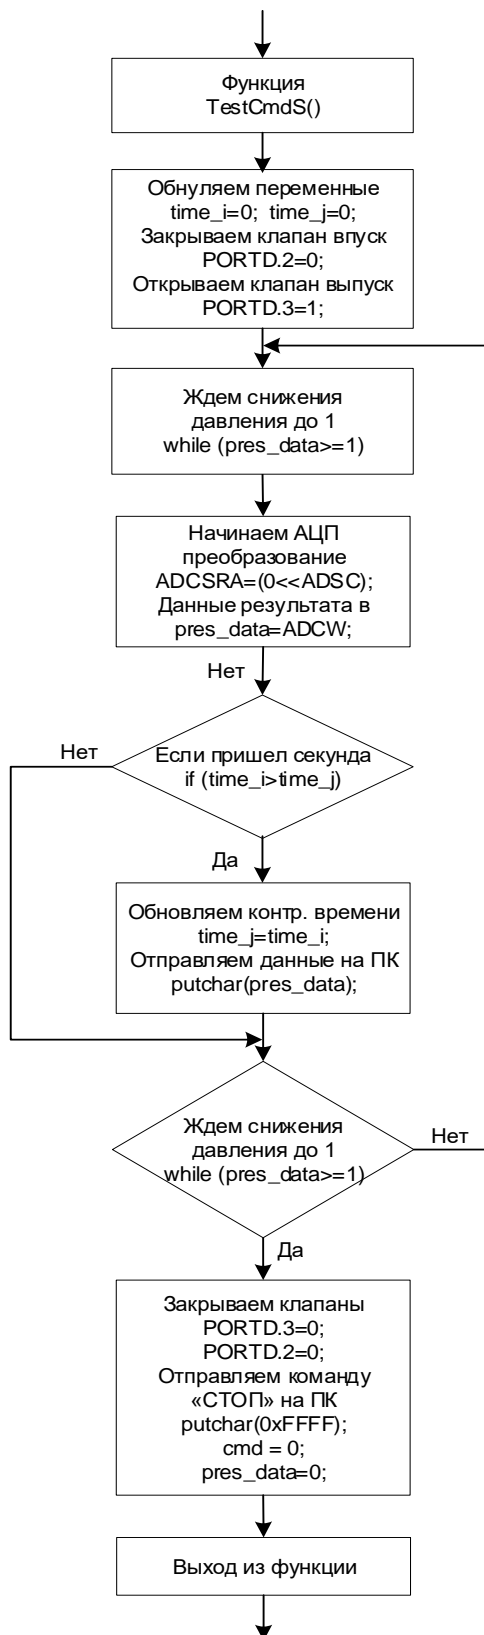 Функция
TestCmdS()
Обнуляем переменные
time_i=0; time_j=0;
Закрываем клапан впуск
PORTD.2=0;
Открываем клапан выпуск
PORTD.3=1;
Ждем снижения
давления до 1
while (pres_data>=1)
Начинаем АЦП
преобразование
ADCSRA=(0<<ADSC);
Данные результата в
pres_data=ADCW;
Нет
Нет
Если пришел секунда
if (time_i>time_j)
Да
Обновляем контр. времени
time_j=time_i;
Отправляем данные на ПК
putchar(pres_data);
Ждем снижения
давления до 1
while (pres_data>=1)
Нет
Да
Закрываем клапаны
PORTD.3=0;
PORTD.2=0;
Отправляем команду
«СТОП» на ПК
putchar(0xFFFF);
cmd = 0;
pres_data=0;
Выход из функции